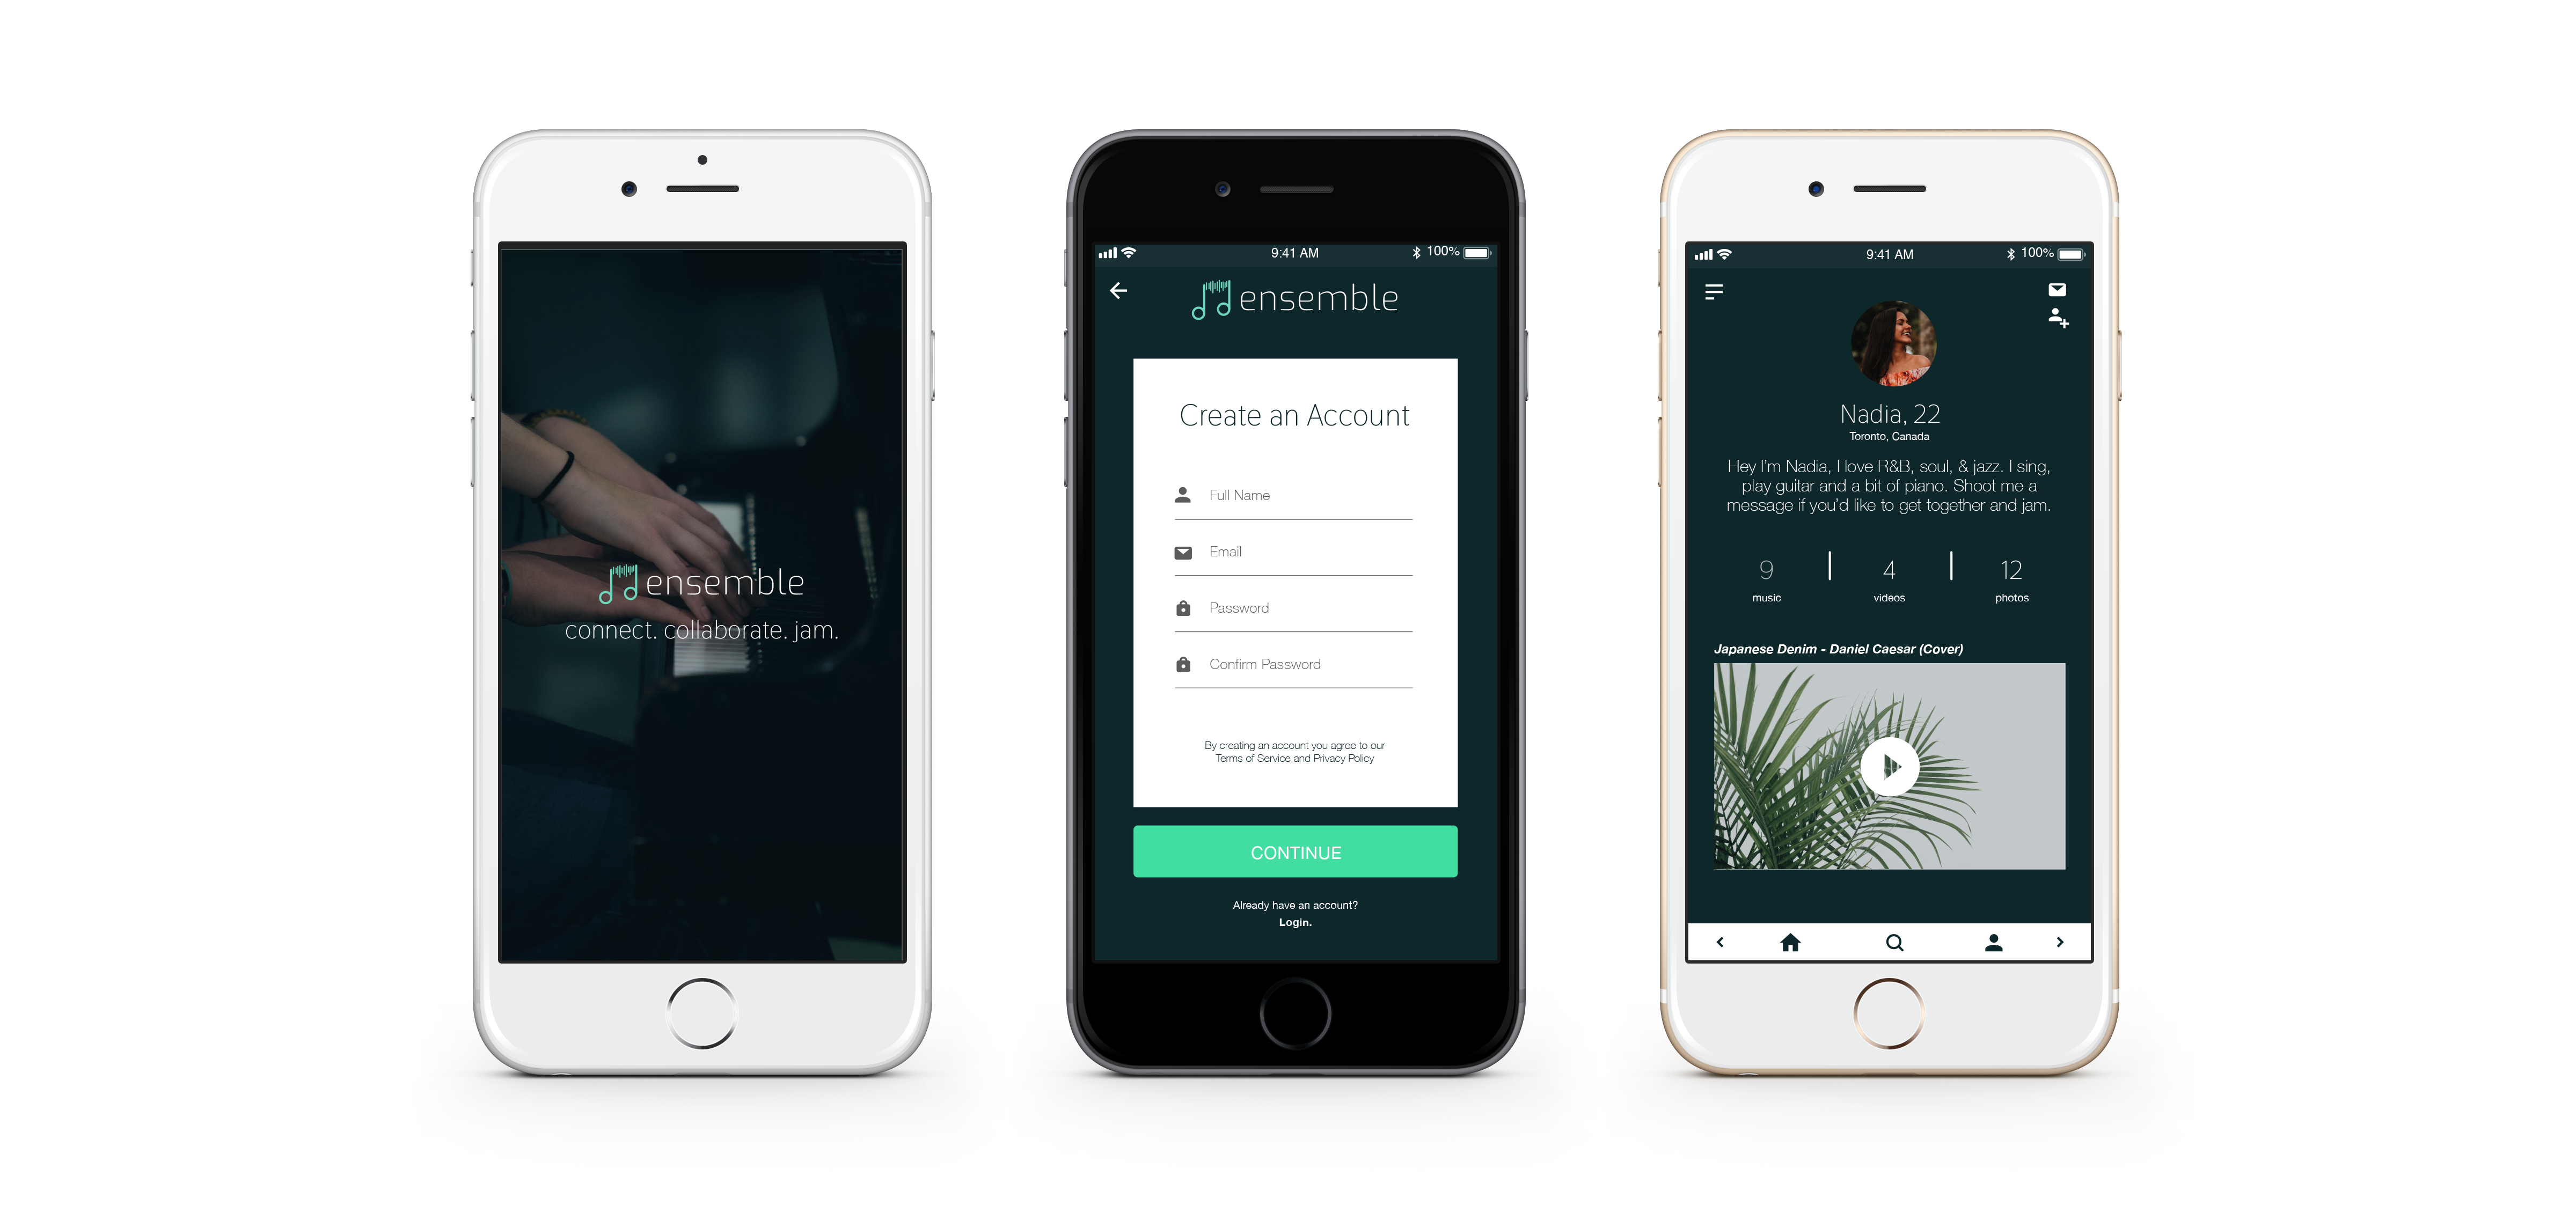 ensemble
connect. collaborate. jam.
9:41 AM
100%
ensemble
Create an Account
Full Name
Email
Password
Confirm Password
By creating an account you agree to our
Terms of Service and Privacy Policy
CONTINUE
Already have an account?
Login.
9:41 AM
100%
Nadia, 22
Toronto, Canada
Hey I'm Nadia, I love R&B, soul, & jazz. I sing,
play guitar and a bit of piano. Shoot me a
message if you'd like to get together and jam.
9 4 12
music videos photos
Japanese Denim - Daniel Caesar (Cover)